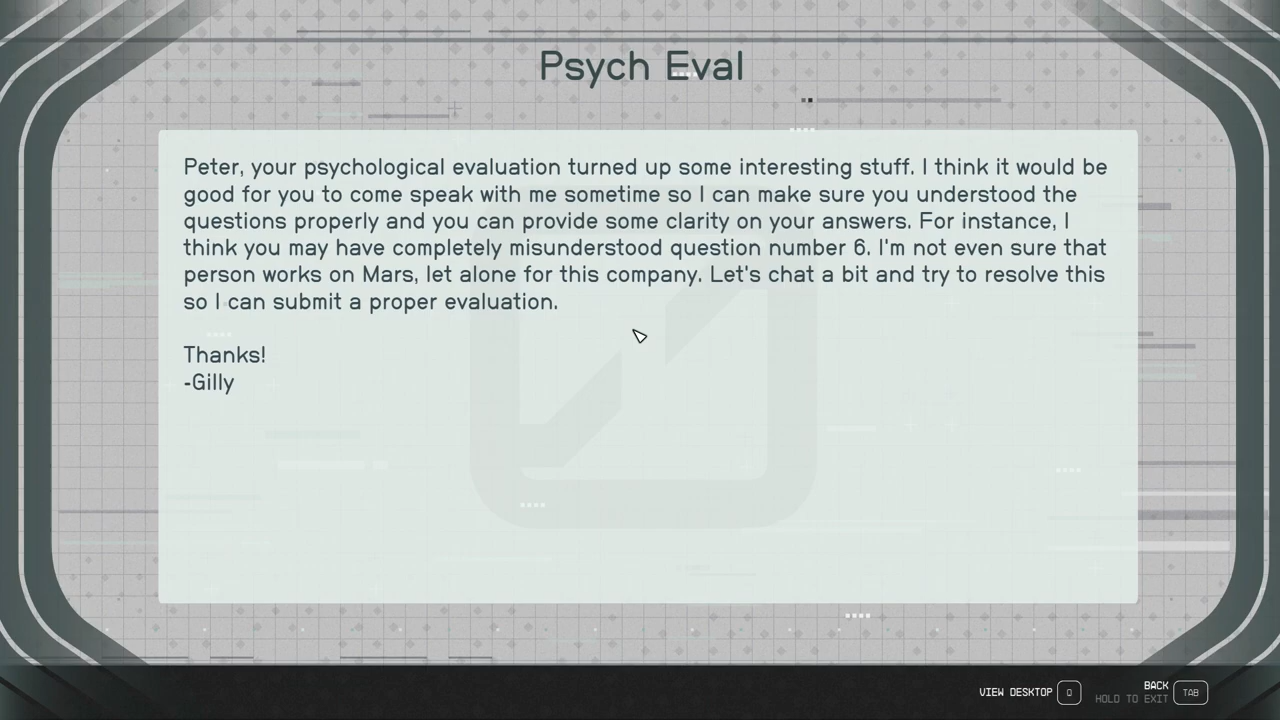 Psych Eval
Peter, your psychological evaluation turned up some interesting stuff. I think it would be
good for you to come speak with me sometime so I can make sure you understood the
questions properly and you can provide some clarity on your answers. For instance, I
think you may have completely misunderstood question number 6. I'm not even sure that
person works on Mars, let alone for this company. Let's chat a bit and try to resolve this
so I can submit a proper evaluation.
Thanks!
-Gilly
VIEW DESKTOP Q
BACK
HOLD TO EXIT TAB